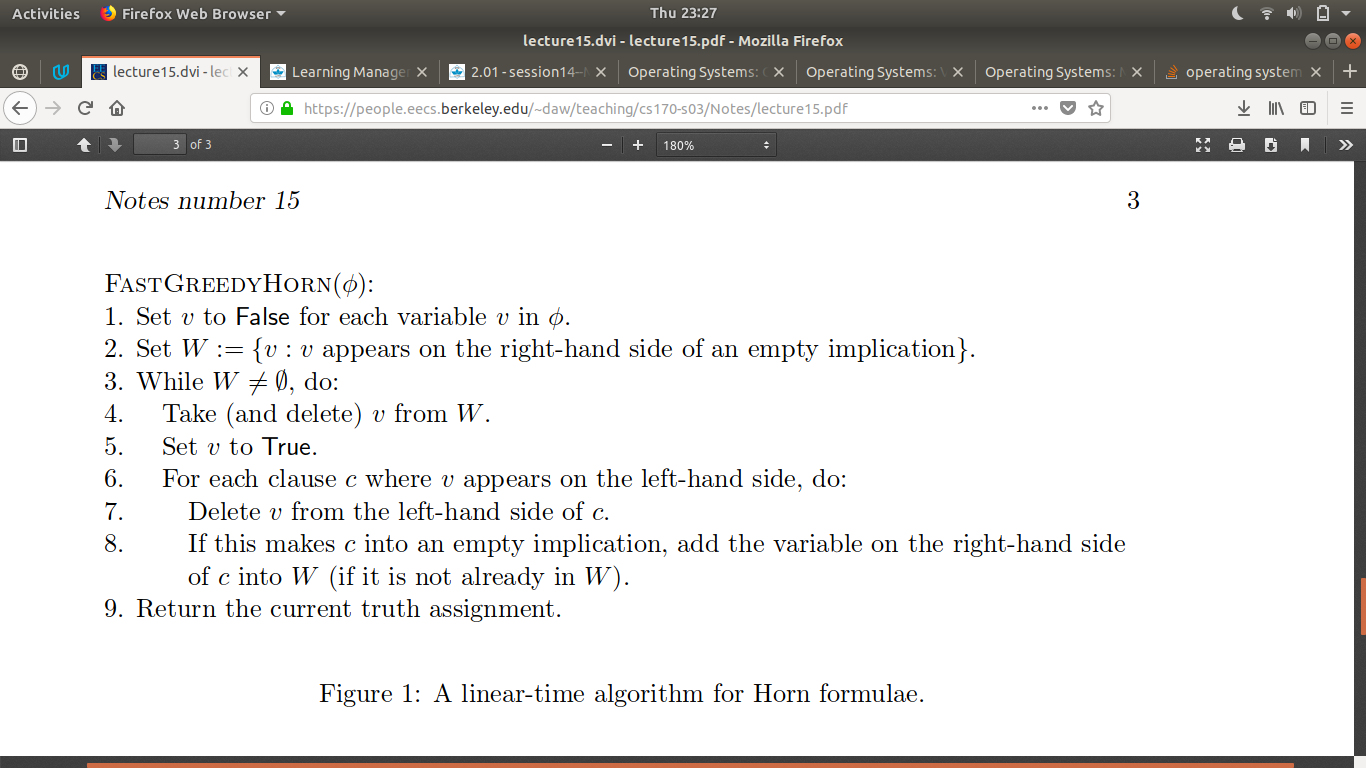 Activities Firefox Web Browser Thu 23:27
lecture15.dvi - lecture15.pdf - Mozilla Firefox
lecture15.dvi - lec Learning Manage 2.01 - session14- Operating Systems: Operating Systems: Operating Systems: operating system
https://people.eecs.berkeley.edu/~daw/teaching/cs170-s03/Notes/lecture15.pdf
3 of 3 180%
Notes number 15 3
FASTGREEDYHORN(ϕ):
1. Set v to False for each variable v in ϕ.
2. Set W := {v : v appears on the right-hand side of an empty implication}.
3. While W ≠ ∅, do:
4. Take (and delete) v from W.
5. Set v to True.
6. For each clause c where v appears on the left-hand side, do:
7. Delete v from the left-hand side of c.
8. If this makes c into an empty implication, add the variable on the right-hand side
of c into W (if it is not already in W).
9. Return the current truth assignment.
Figure 1: A linear-time algorithm for Horn formulae.